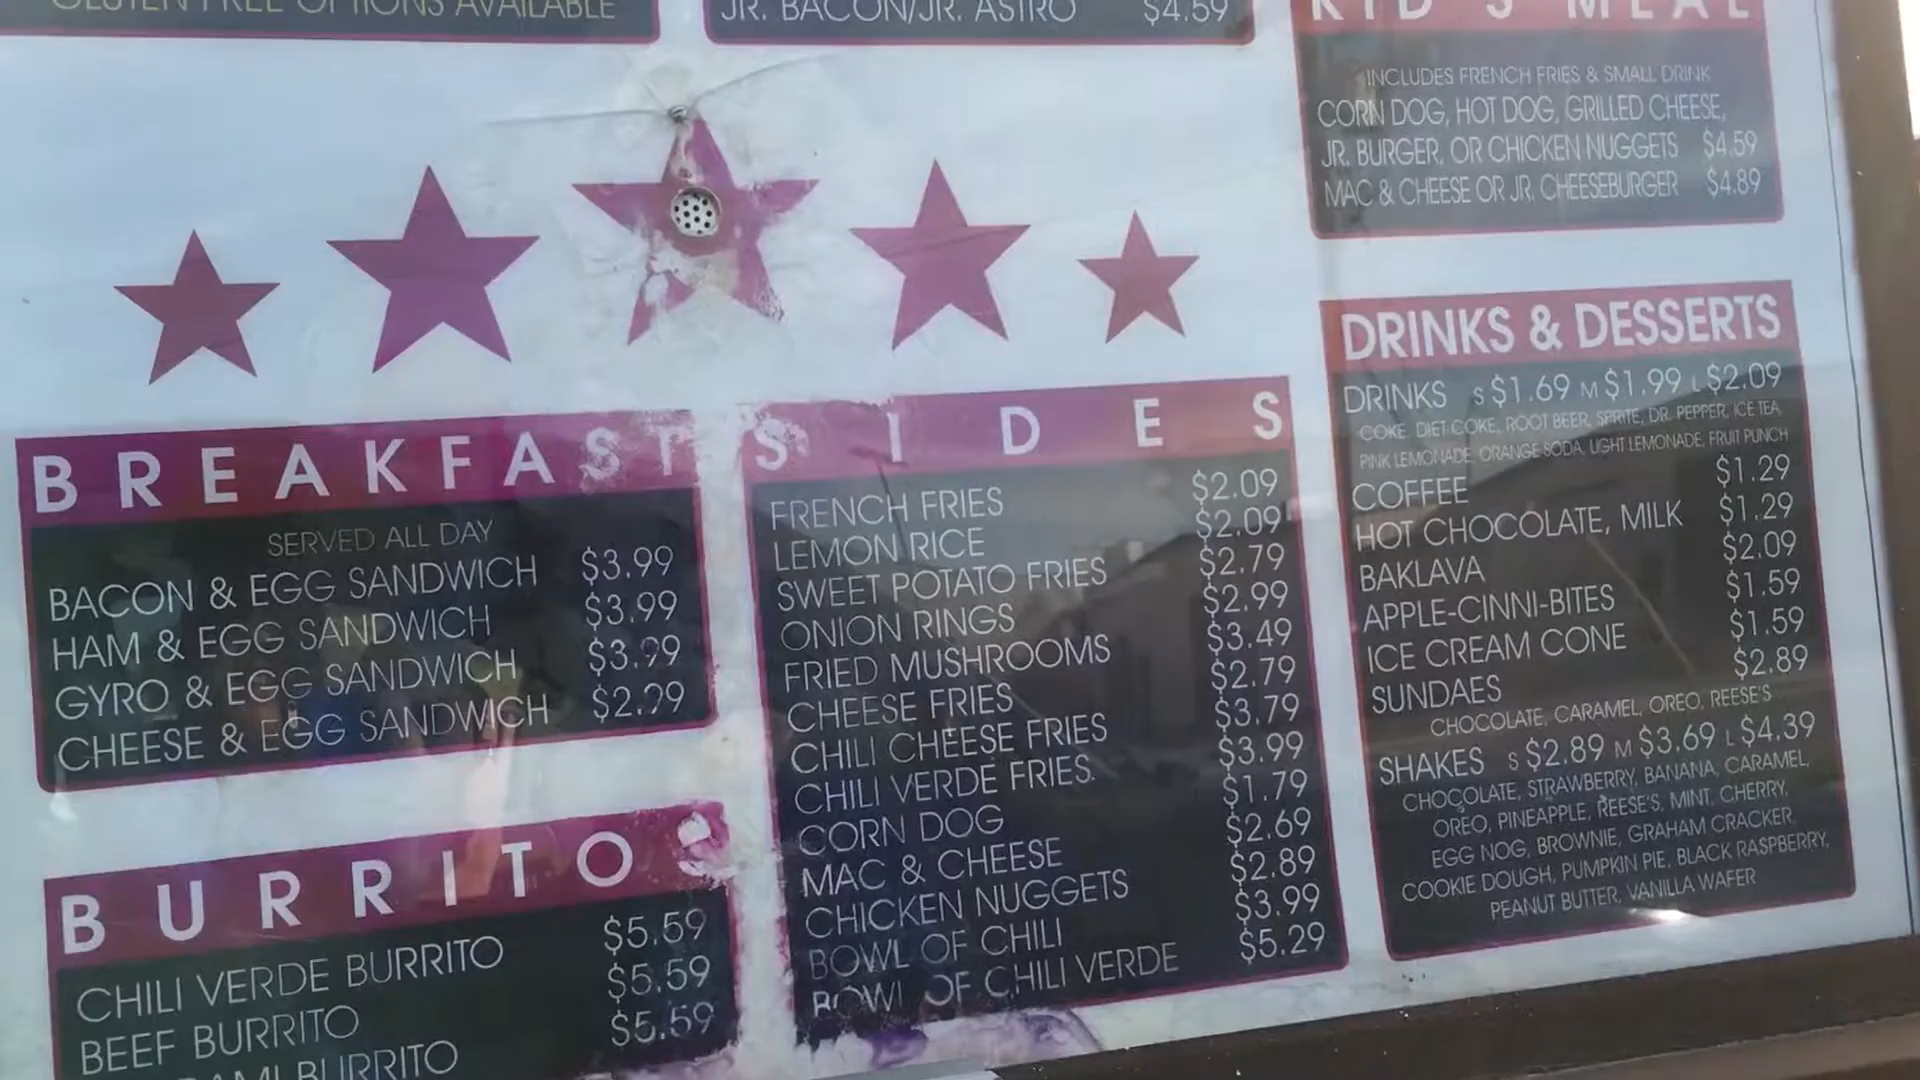 GLUTEN FREE OPTIONS AVAILABLE
JR. BACON/JR. ASTRO $4.59
KID'S MEAL
INCLUDES FRENCH FRIES & SMALL DRINK
CORN DOG, HOT DOG, GRILLED CHEESE,
JR. BURGER, OR CHICKEN NUGGETS $4.59
MAC & CHEESE OR JR. CHEESEBURGER $4.89
BREAKFAST
SERVED ALL DAY
BACON & EGG SANDWICH $3.99
HAM & EGG SANDWICH $3.99
GYRO & EGG SANDWICH $3.99
CHEESE & EGG SANDWICH $2.99
BURRITOS
CHILI VERDE BURRITO $5.59
BEEF BURRITO $5.59
BURRITO $5.59
SIDES
FRENCH FRIES $2.09
LEMON RICE $2.09
SWEET POTATO FRIES $2.79
ONION RINGS $2.99
FRIED MUSHROOMS $3.49
CHEESE FRIES $2.79
CHILI CHEESE FRIES $3.79
CHILI VERDE FRIES $3.99
CORN DOG $1.79
MAC & CHEESE $2.69
CHICKEN NUGGETS $2.89
BOWL OF CHILI $3.99
BOWL OF CHILI VERDE $5.29
DRINKS & DESSERTS
DRINKS S $1.69 M $1.99 L $2.09
COKE, DIET COKE, ROOT BEER, SPRITE, DR. PEPPER, ICE TEA
PINK LEMONADE, ORANGE SODA, LIGHT LEMONADE, FRUIT PUNCH
COFFEE $1.29
HOT CHOCOLATE, MILK $1.29
BAKLAVA $2.09
APPLE-CINNI-BITES $1.59
ICE CREAM CONE $1.59
SUNDAES $2.89
CHOCOLATE, CARAMEL, OREO, REESE'S
SHAKES S $2.89 M $3.69 L $4.39
CHOCOLATE, STRAWBERRY, BANANA, CARAMEL,
OREO, PINEAPPLE, REESE'S, MINT, CHERRY,
EGG NOG, BROWNIE, GRAHAM CRACKER,
COOKIE DOUGH, PUMPKIN PIE, BLACK RASPBERRY,
PEANUT BUTTER, VANILLA WAFER